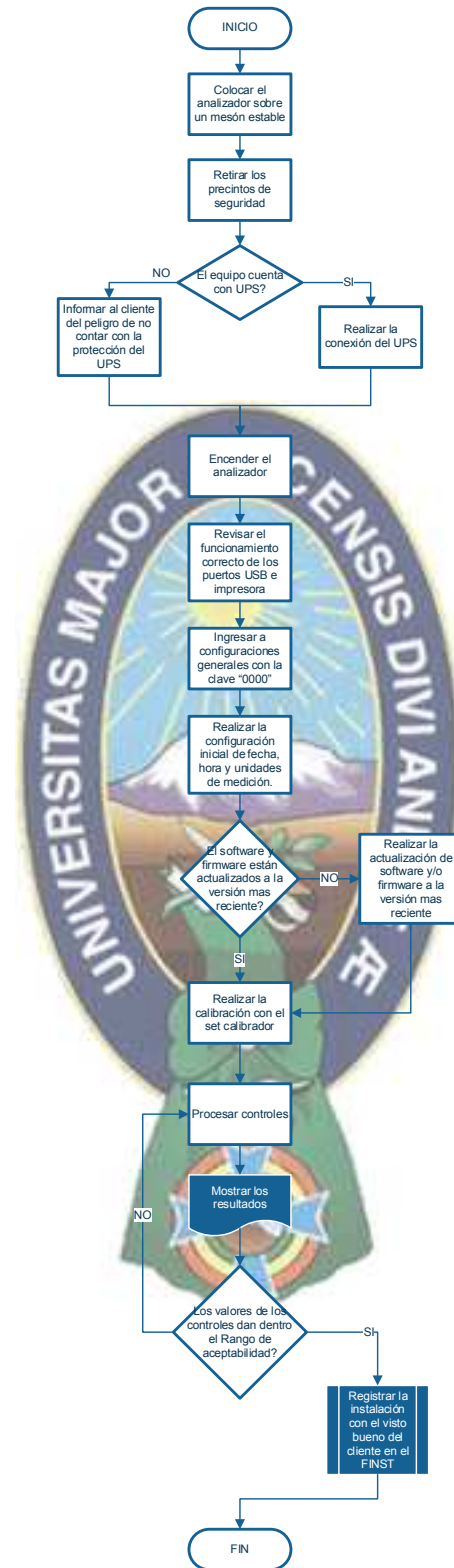 INICIO
Colocar el
analizador sobre
un mesón estable
Retirar los
precintos de
seguridad
El equipo cuenta
con UPS?
NO
SI
Informar al cliente
del peligro de no
contar con la
protección del
UPS
Realizar la
conexión del UPS
Encender el
analizador
Revisar el
funcionamiento
correcto de los
puertos USB e
impresora
Ingresar a
configuraciones
generales con la
clave “0000”
Realizar la
configuración
inicial de fecha,
hora y unidades
de medición.
El software y
firmware están
actualizados a la
versión mas
reciente?
NO
Realizar la
actualización de
software y/o
firmware a la
versión mas
reciente
SI
Realizar la
calibración con el
set calibrador
Procesar controles
Mostrar los
resultados
NO
Los valores de los
controles dan dentro
el Rango de
aceptabilidad?
SI
Registrar la
instalación
con el visto
bueno del
cliente en el
FINST
FIN
UNIVERSITAS MAJOR
CENSIS DIVI AN
Æ